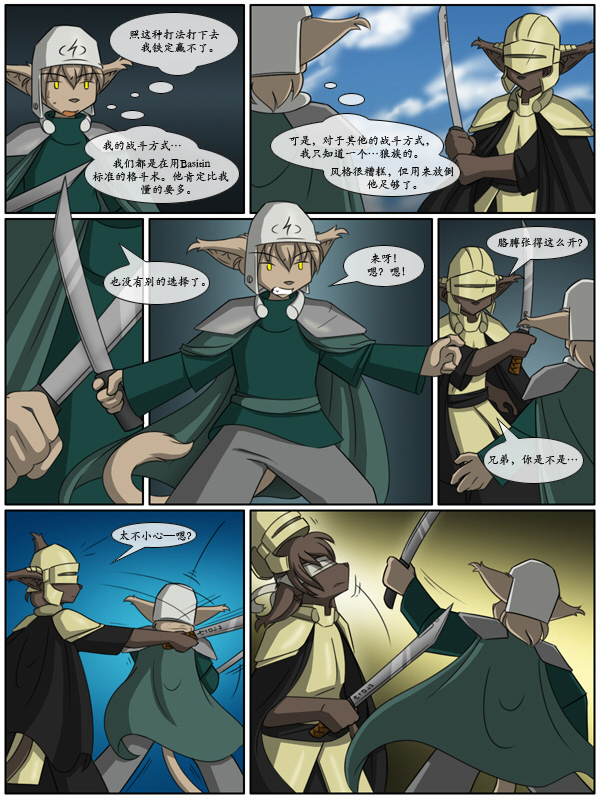 照这种打法打下去
我铁定赢不了。
我的战斗方式…
我们都是在用Basitin
标准的格斗术。他肯定比我
懂的要多。
可是，对于其他的战斗方式，
我只知道一个…狼族的。
风格很糟糕，但用来放倒
他足够了。
也没有别的选择了。
来呀！
嗯？嗯！
胳膊张得这么开？
兄弟，你是不是…
太不小心—嗯？